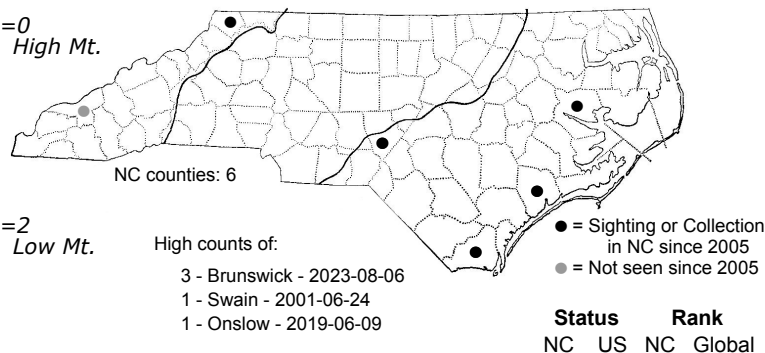 =0
High Mt.
NC counties: 6
=2
Low Mt.
High counts of:
3 - Brunswick - 2023-08-06
1 - Swain - 2001-06-24
1 - Onslow - 2019-06-09
= Sighting or Collection
in NC since 2005
= Not seen since 2005
Status Rank
NC US NC Global